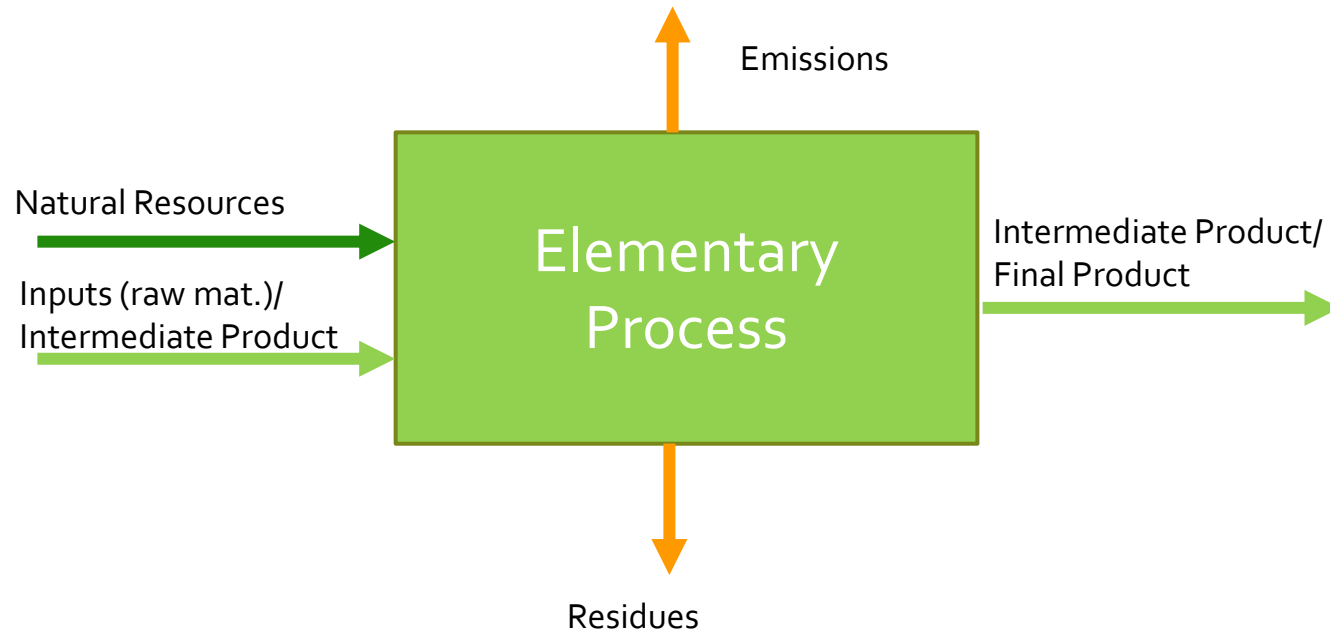 Emissions
Natural Resources
Inputs (raw mat.)/
Intermediate Product
Elementary
Process
Intermediate Product/
Final Product
Residues